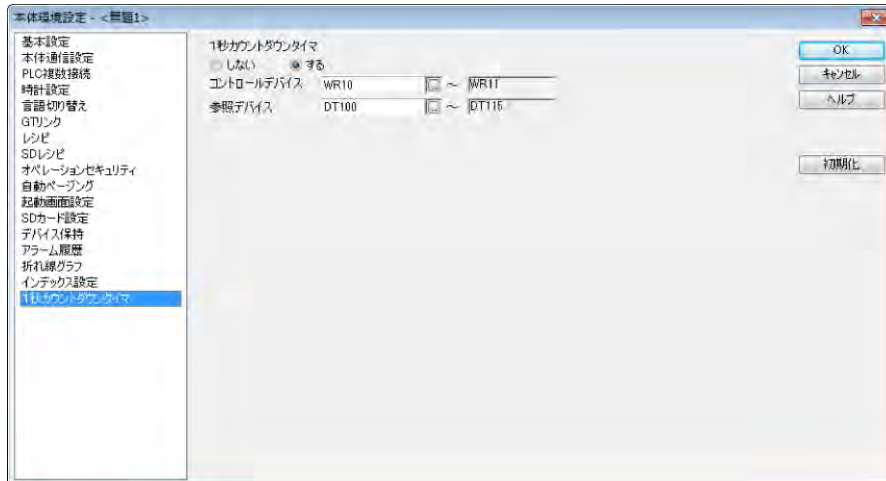 本体環境設定 - <無題1>
基本設定
本体通信設定
PLC複数接続
時計設定
言語切り替え
GTリンク
レシピ
SDレシピ
オペレーションセキュリティ
自動ページング
起動画面設定
SDカード設定
デバイス保持
アラーム履歴
折れ線グラフ
インデックス設定
1秒カウントダウンタイマ
1秒カウントダウンタイマ
しない する
コントロールデバイス WR10 ... ～ WR11
参照デバイス DT100 ... ～ DT115
OK
キャンセル
ヘルプ
初期化